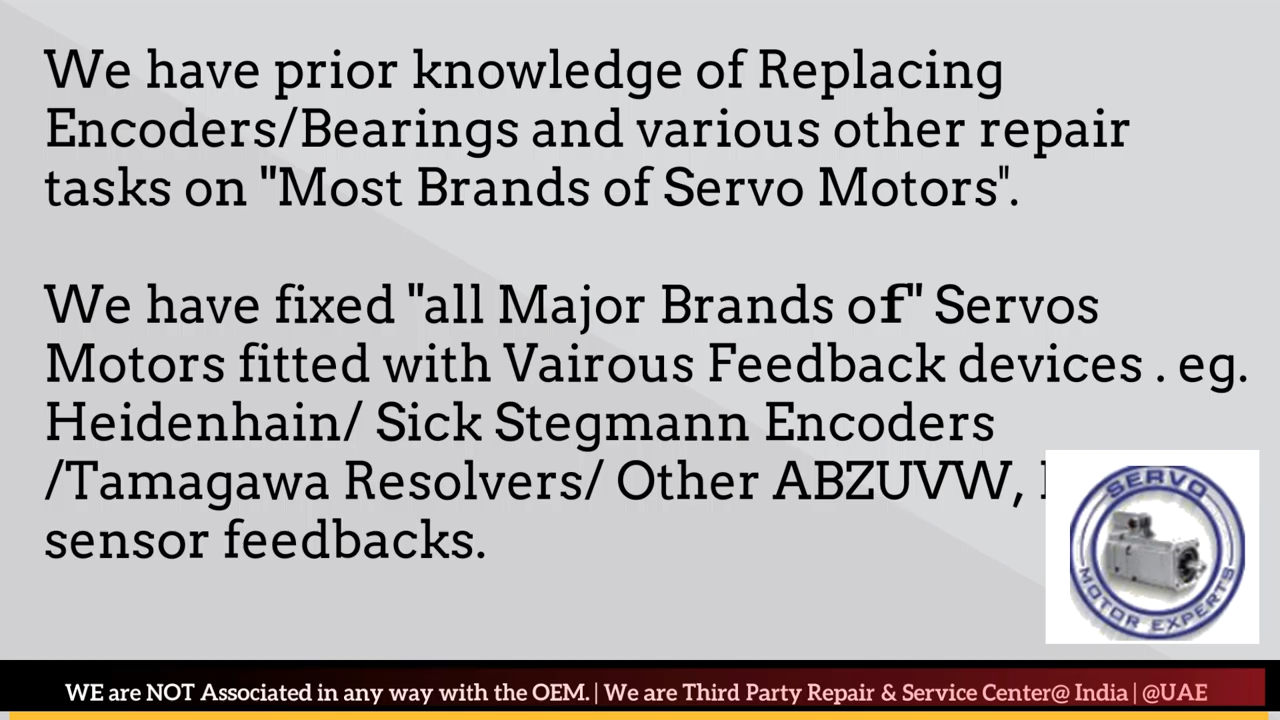 We have prior knowledge of Replacing
Encoders/Bearings and various other repair
tasks on "Most Brands of Servo Motors".
We have fixed "all Major Brands of" Servos
Motors fitted with Vairous Feedback devices . eg.
Heidenhain/ Sick Stegmann Encoders
/Tamagawa Resolvers/ Other ABZUVW,
sensor feedbacks.
SERVO
MOTOR EXPERTS
WE are NOT Associated in any way with the OEM. | We are Third Party Repair & Service Center@ India | @UAE